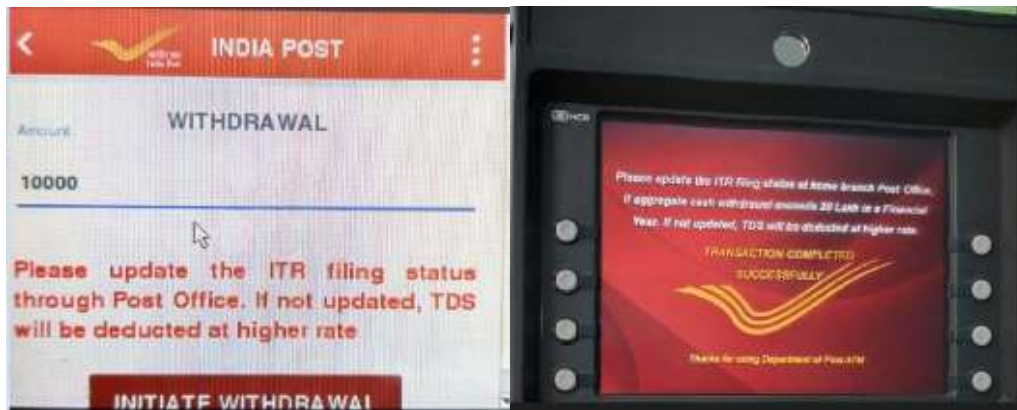 INDIA POST
WITHDRAWAL
Amount
10000
Please update the ITR filing status
through Post Office. If not updated, TDS
will be deducted at higher rate
INITIATE WITHDRAWAL
NCR
Please update the ITR filing status at home branch Post Office.
If aggregate cash withdrawal exceeds 20 Lakh in a Financial
Year. If not updated, TDS will be deducted at higher rate.
TRANSACTION COMPLETED
SUCCESSFULLY
Thanks for using Department of Post ATM